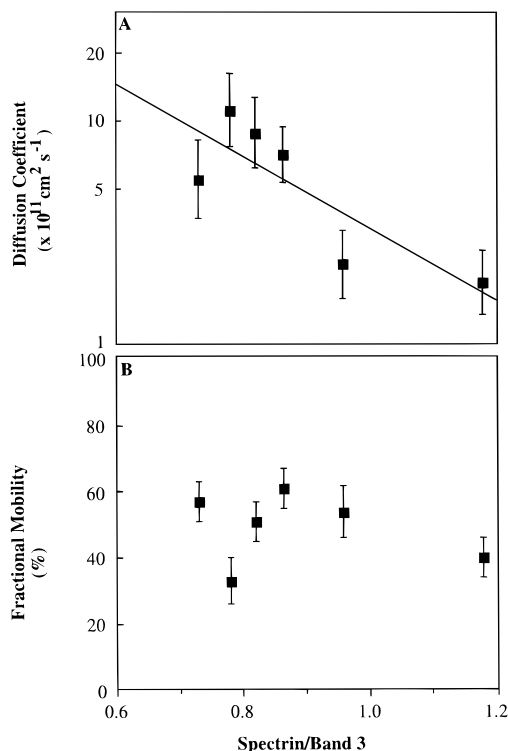 A
30
20
10
5
1
Diffusion Coefficient
(x 10¹¹ cm² s⁻¹)
B
100
80
60
40
20
0
Fractional Mobility
(%)
0.6
0.8
1.0
1.2
Spectrin/Band 3